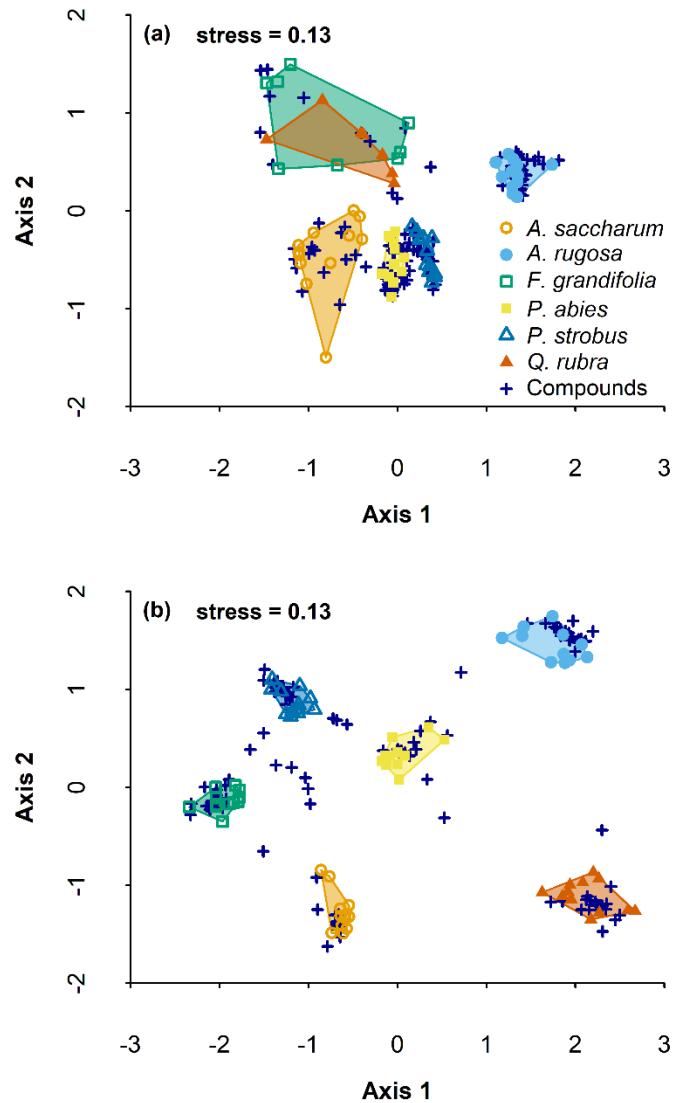 (a) stress = 0.13
2
1
0
-1
-2
Axis 2
A. saccharum
A. rugosa
F. grandifolia
P. abies
P. strobus
Q. rubra
Compounds
-3 -2 -1 0 1 2 3
Axis 1
(b) stress = 0.13
2
1
0
-1
-2
Axis 2
-3 -2 -1 0 1 2 3
Axis 1